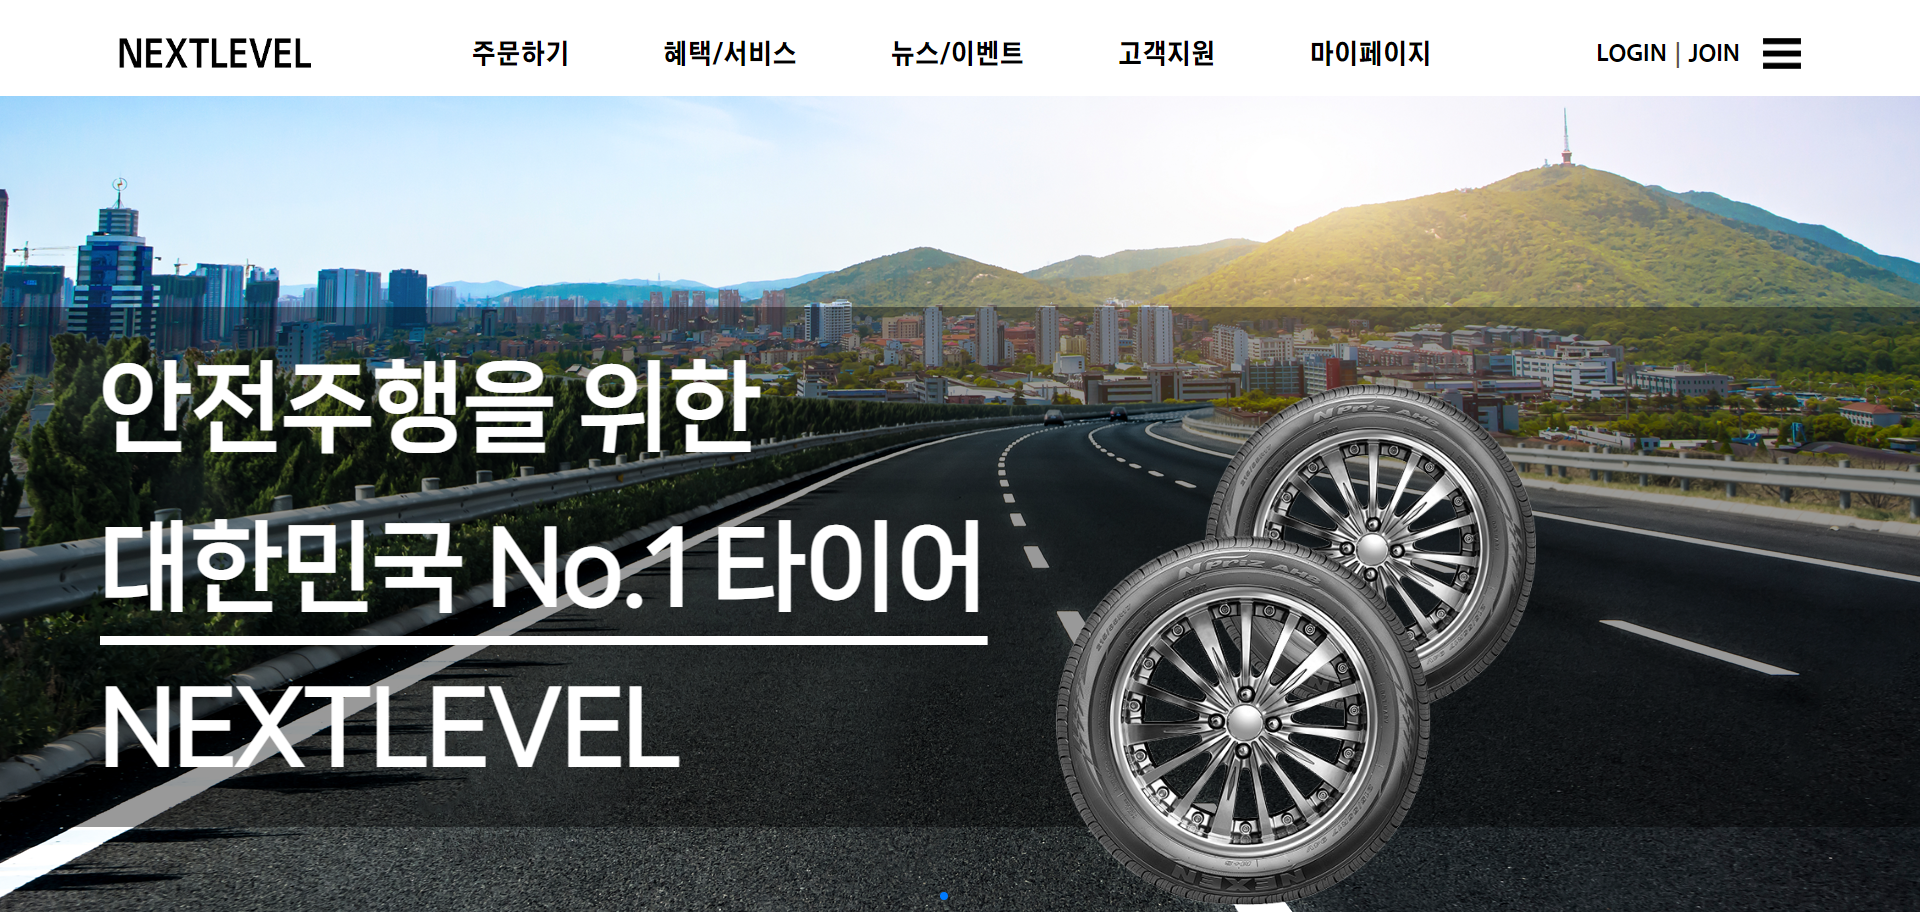 NEXTLEVEL
주문하기
혜택/서비스
뉴스/이벤트
고객지원
마이페이지
LOGIN | JOIN
안전주행을 위한
대한민국 No.1 타이어
NEXTLEVEL
NPriz AH8
NPriz AH8
NEXEN